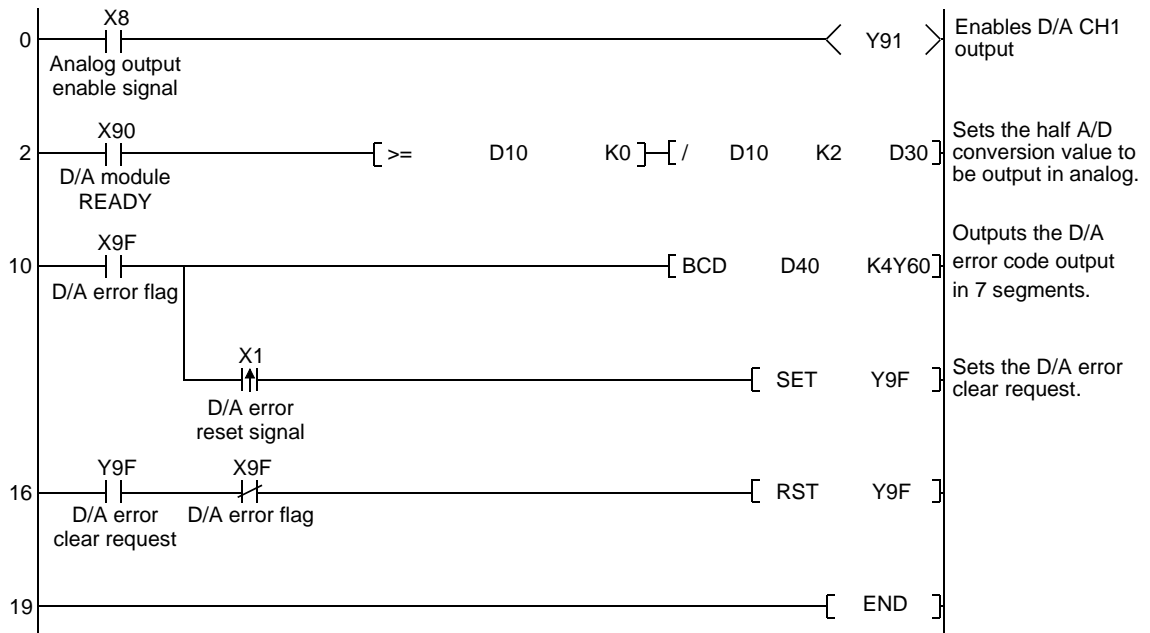 X8
0
Y91
Enables D/A CH1
output
Analog output
enable signal
X90
2
>= D10 K0
/ D10 K2 D30
Sets the half A/D
conversion value to
be output in analog.
D/A module
READY
X9F
10
BCD D40 K4Y60
Outputs the D/A
error code output
in 7 segments.
D/A error flag
X1
SET Y9F
Sets the D/A error
clear request.
D/A error
reset signal
Y9F X9F
16
RST Y9F
D/A error
clear request
D/A error flag
19
END